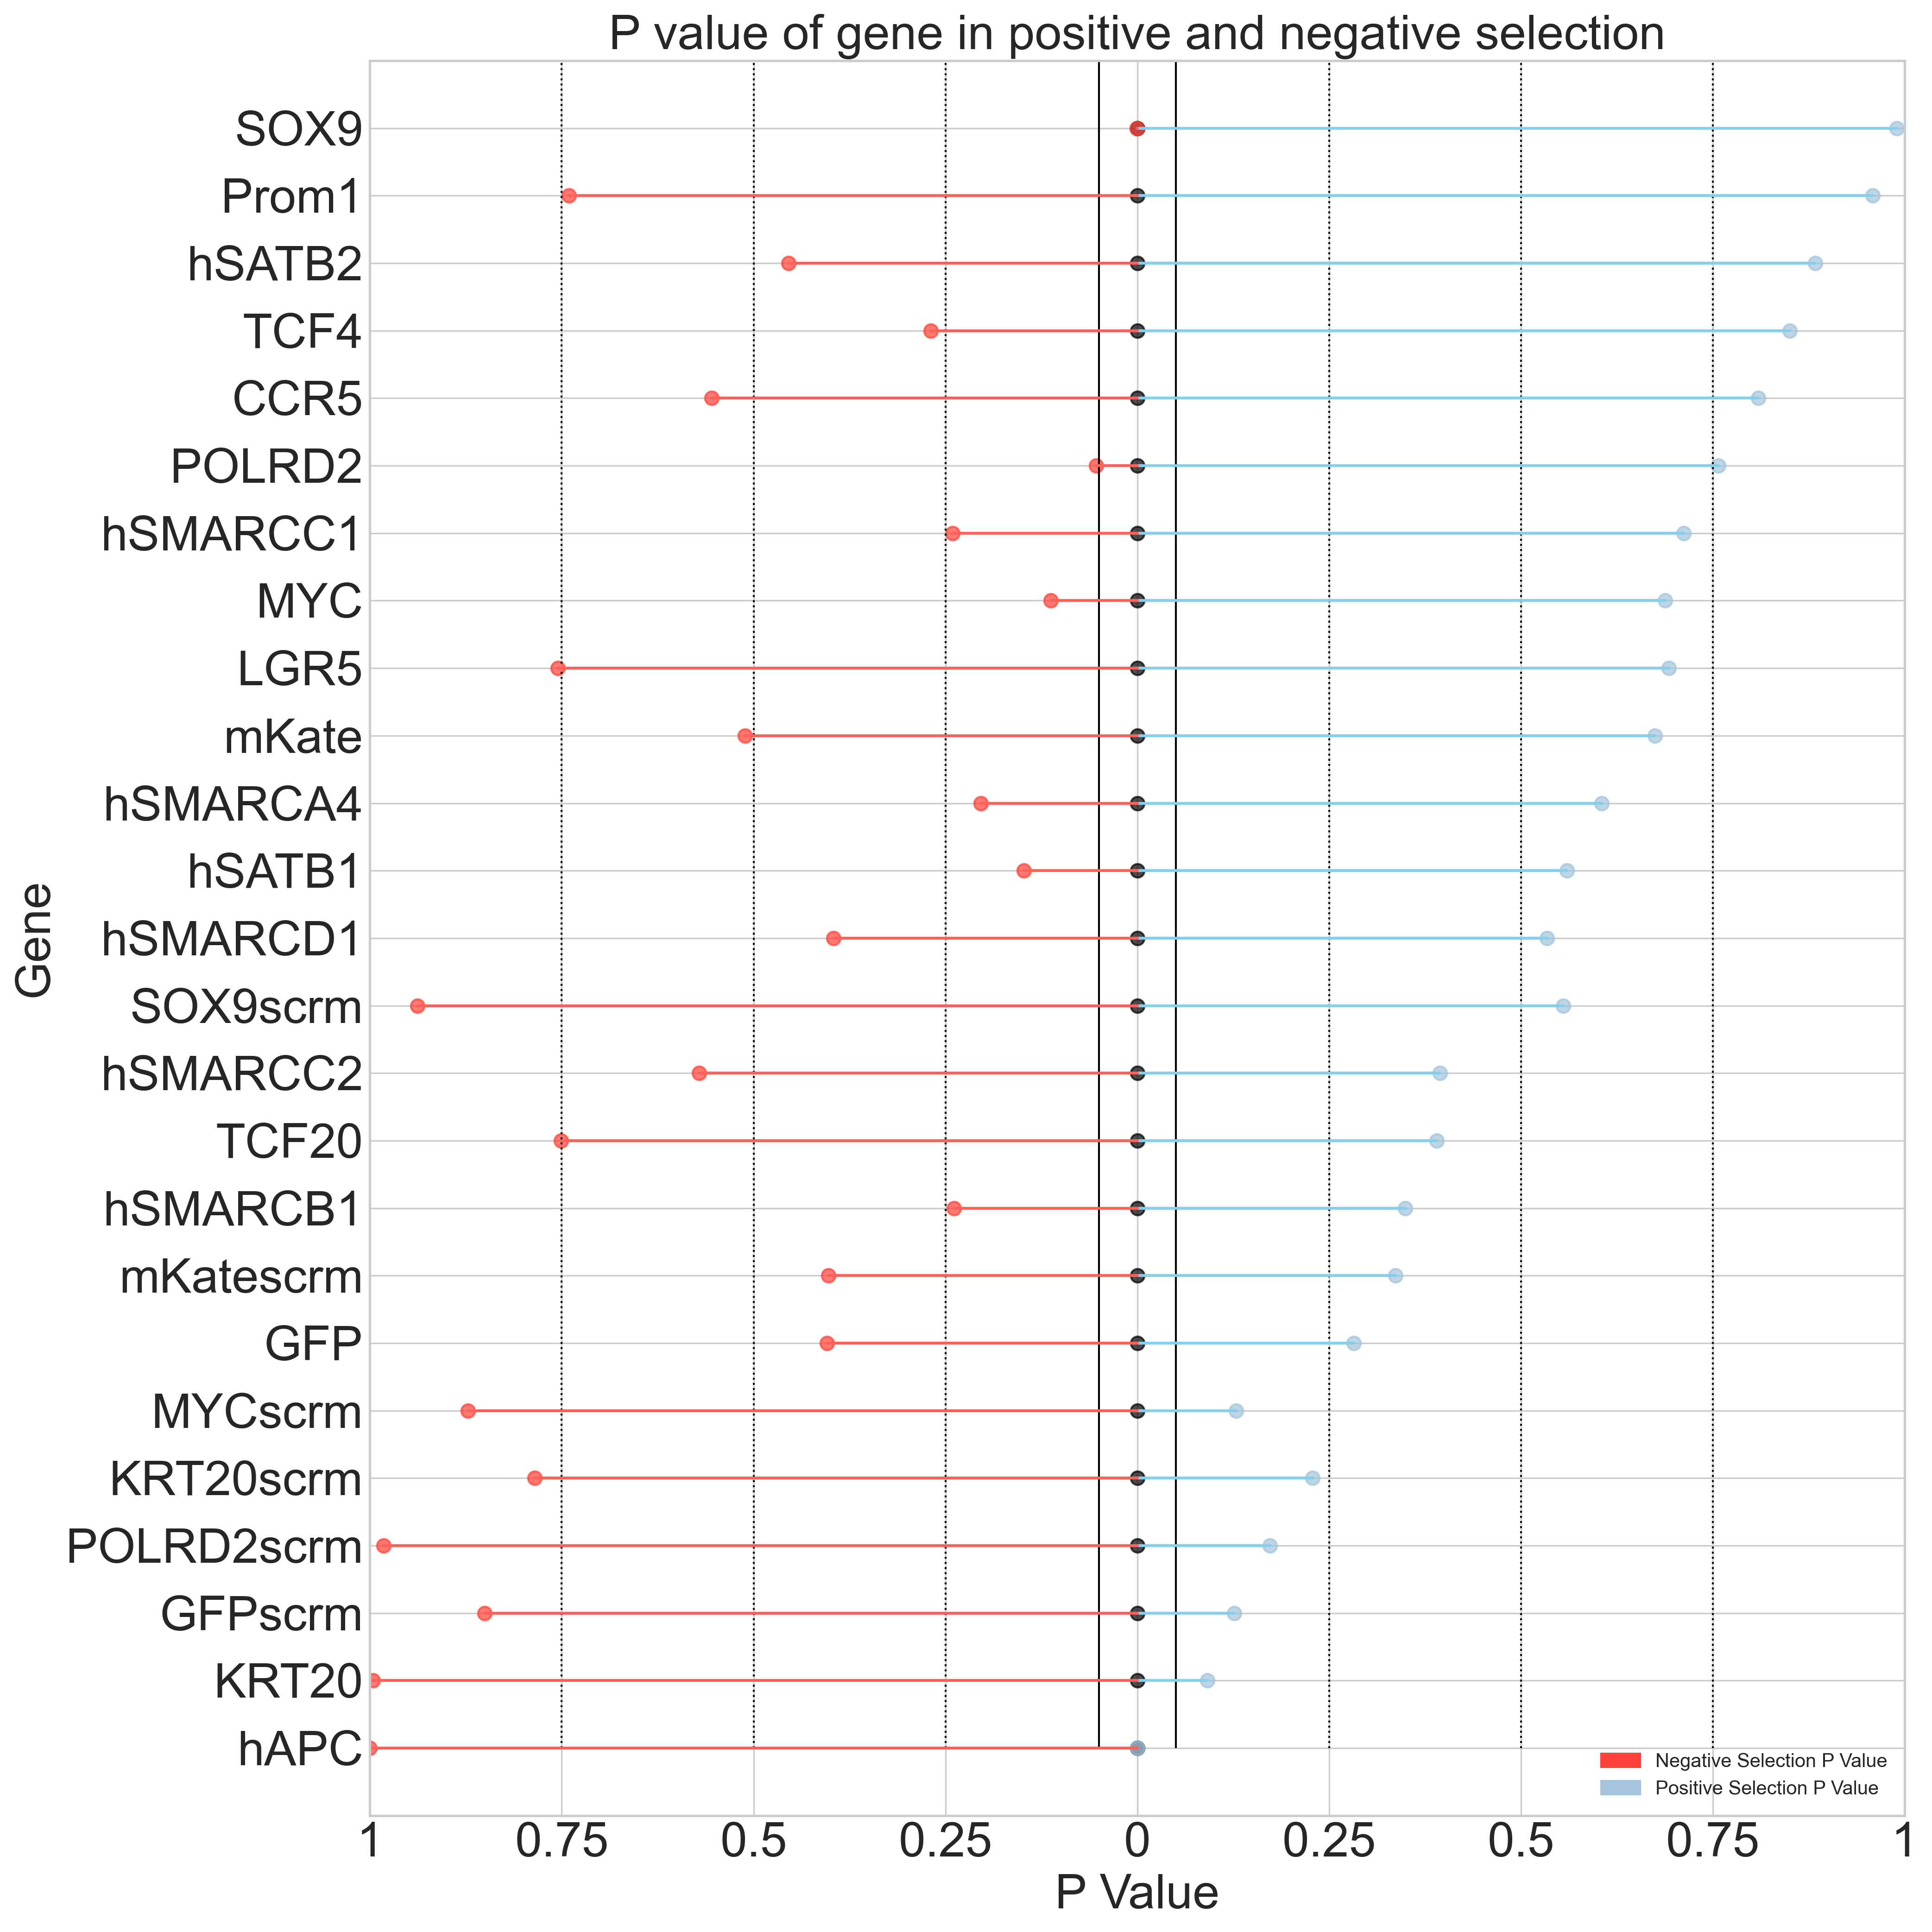 P value of gene in positive and negative selection
SOX9
Prom1
hSATB2
TCF4
CCR5
POLRD2
hSMARCC1
MYC
LGR5
mKate
hSMARCA4
hSATB1
hSMARCD1
SOX9scrm
hSMARCC2
TCF20
hSMARCB1
mKatescrm
GFP
MYCscrm
KRT20scrm
POLRD2scrm
GFPscrm
KRT20
hAPC
Gene
Negative Selection P Value
Positive Selection P Value
1 0.75 0.5 0.25 0 0.25 0.5 0.75 1
P Value